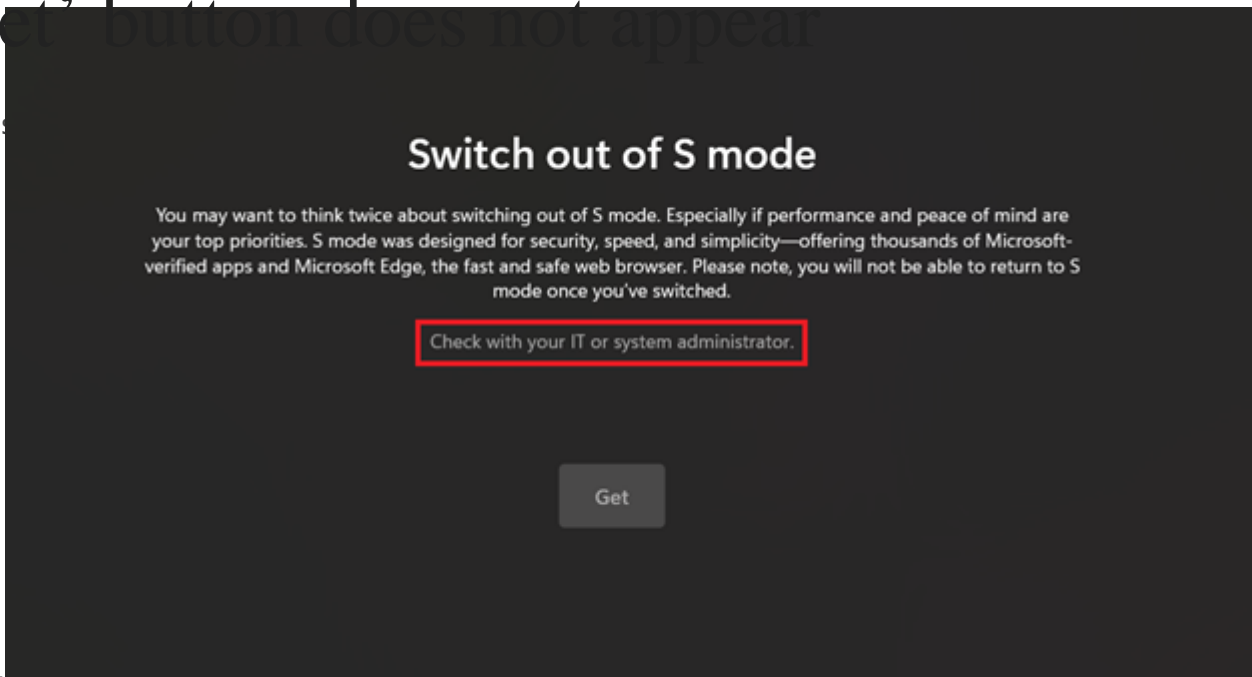 et’ button does not appear
s
Switch out of S mode
You may want to think twice about switching out of S mode. Especially if performance and peace of mind are
your top priorities. S mode was designed for security, speed, and simplicity—offering thousands of Microsoft-
verified apps and Microsoft Edge, the fast and safe web browser. Please note, you will not be able to return to S
mode once you've switched.
Check with your IT or system administrator.
Get